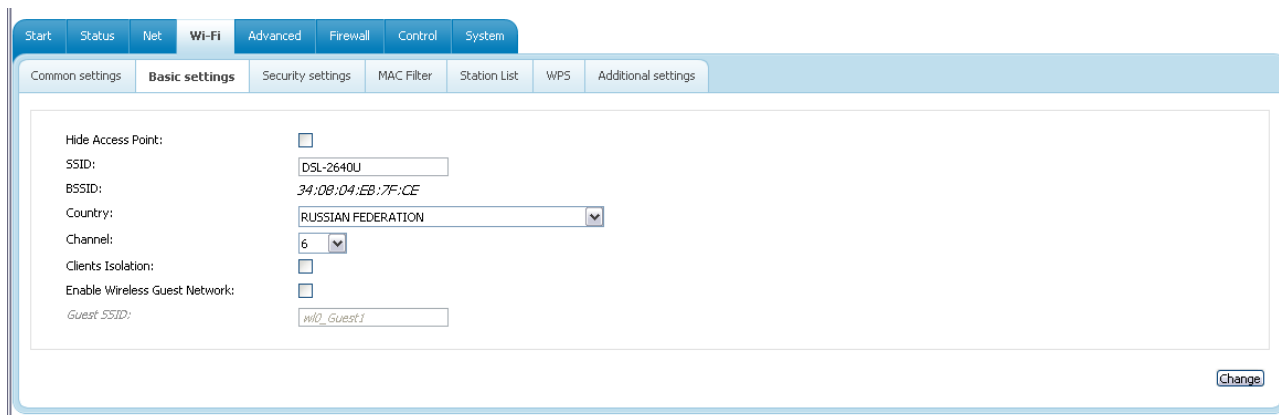 Start Status Net Wi-Fi Advanced Firewall Control System
Common settings Basic settings Security settings MAC Filter Station List WPS Additional settings
Hide Access Point:
SSID: DSL-2640U
BSSID: 34:08:04:EB:7F:CE
Country: RUSSIAN FEDERATION
Channel: 6
Clients Isolation:
Enable Wireless Guest Network:
Guest SSID: wl0_Guest1
Change